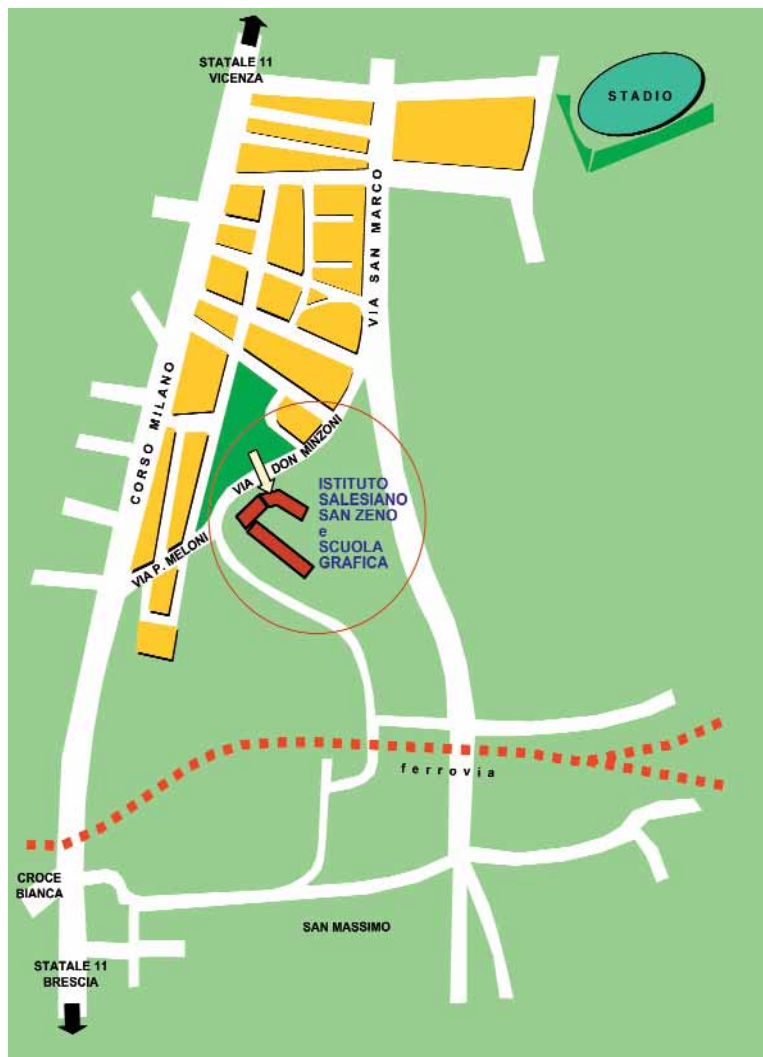 STATALE 11
VICENZA
STADIO
VIA SAN MARCO
CORSO MILANO
VIA DON MINZONI
ISTITUTO
SALESIANO
SAN ZENO
e
SCUOLA
GRAFICA
VIA P. MELONI
ferrovia
CROCE
BIANCA
SAN MASSIMO
STATALE 11
BRESCIA